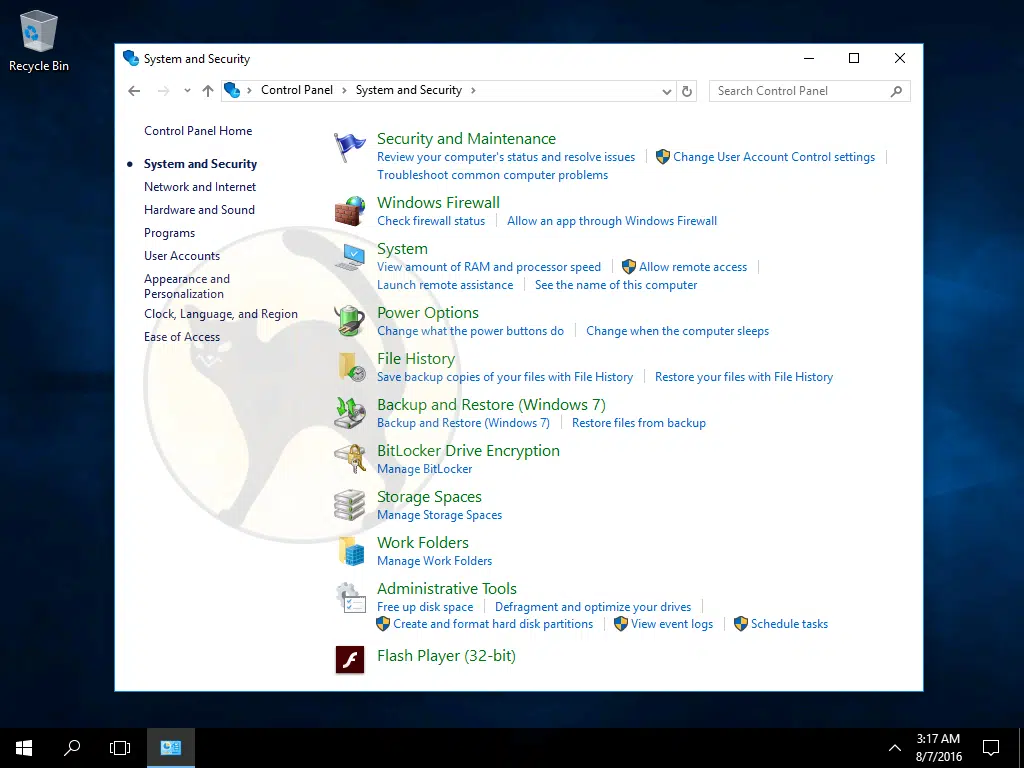 Recycle Bin
System and Security
Control Panel System and Security
Search Control Panel
Control Panel Home
System and Security
Network and Internet
Hardware and Sound
Programs
User Accounts
Appearance and
Personalization
Clock, Language, and Region
Ease of Access
Security and Maintenance
Review your computer's status and resolve issues Change User Account Control settings
Troubleshoot common computer problems
Windows Firewall
Check firewall status Allow an app through Windows Firewall
System
View amount of RAM and processor speed Allow remote access
Launch remote assistance See the name of this computer
Power Options
Change what the power buttons do Change when the computer sleeps
File History
Save backup copies of your files with File History Restore your files with File History
Backup and Restore (Windows 7)
Backup and Restore (Windows 7) Restore files from backup
BitLocker Drive Encryption
Manage BitLocker
Storage Spaces
Manage Storage Spaces
Work Folders
Manage Work Folders
Administrative Tools
Free up disk space Defragment and optimize your drives
Create and format hard disk partitions View event logs Schedule tasks
Flash Player (32-bit)
3:17 AM
8/7/2016